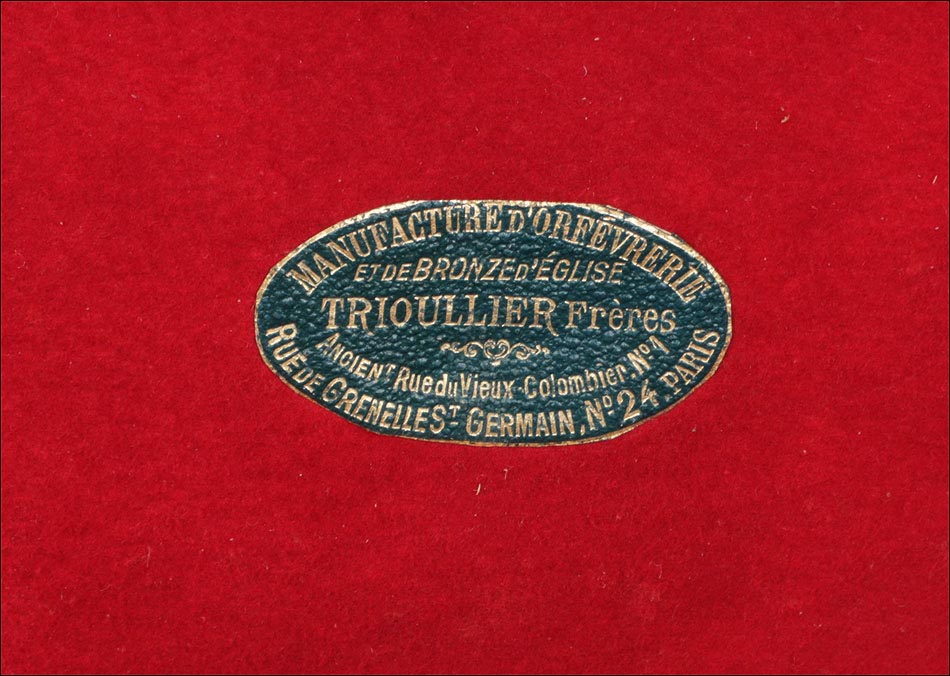 MANUFACTURE D'ORFÉVRERIE
ET DE BRONZE D'ÉGLISE
TRIOULLIER Frères
ANCIENT Rue du Vieux-Colombier No 1
RUE DE GRENELLE ST GERMAIN, No 24. PARIS